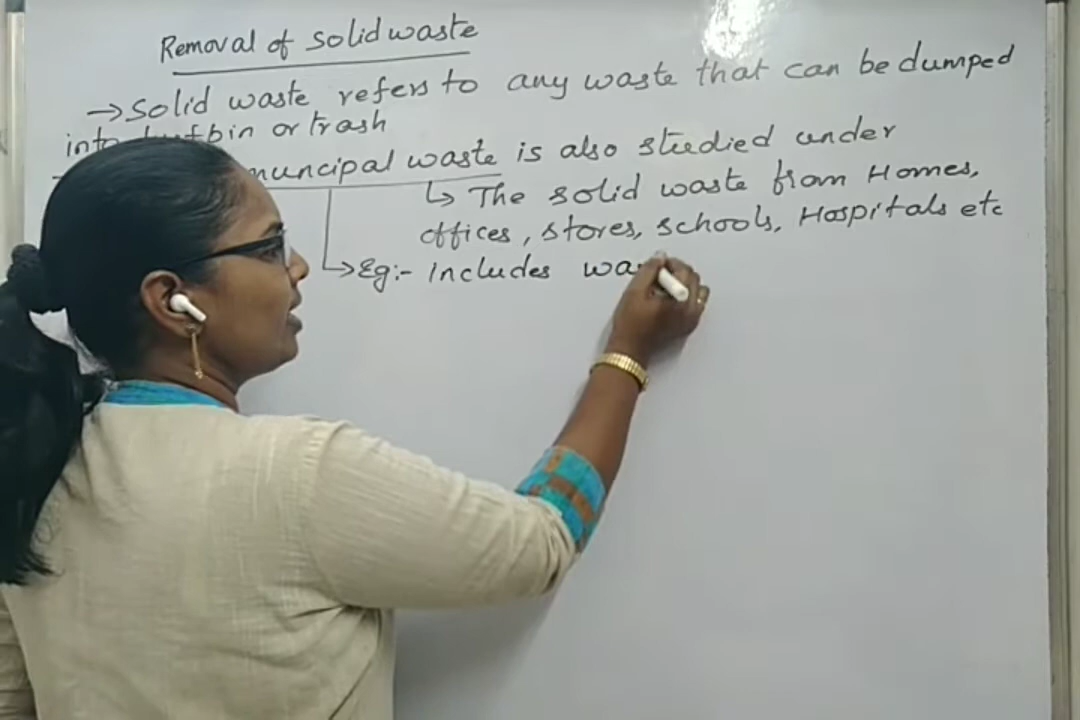 Removal of solid waste
→ Solid waste refers to any waste that can be dumped
into bin or trash
muncipal waste is also studied under
↳ The solid waste from Homes,
offices, stores, schools, Hospitals etc
→ Eg:- includes